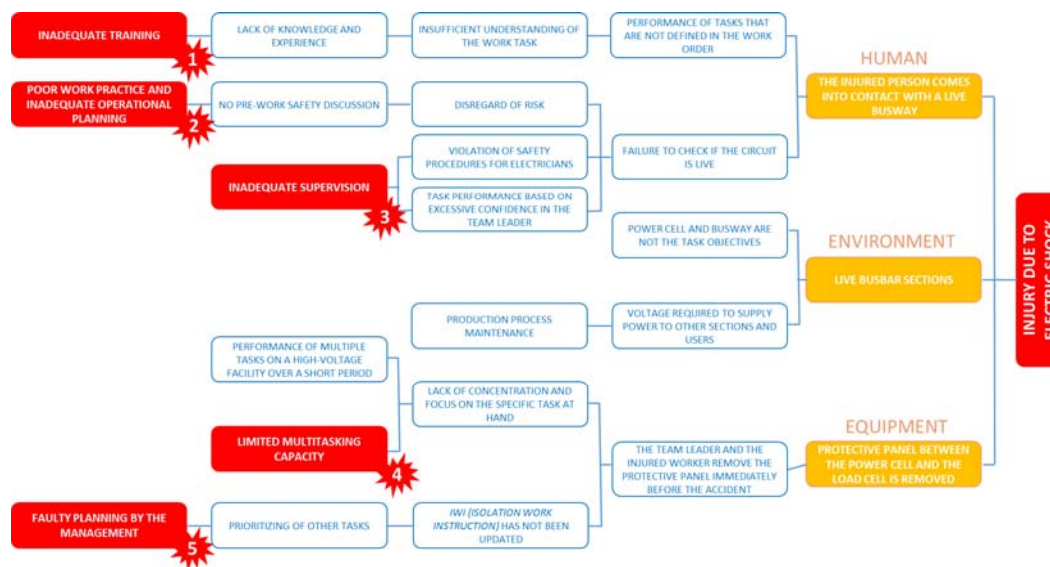 INADEQUATE TRAINING
1
LACK OF KNOWLEDGE AND
EXPERIENCE
INSUFFICIENT UNDERSTANDING OF
THE WORK TASK
PERFORMANCE OF TASKS THAT
ARE NOT DEFINED IN THE WORK
ORDER
HUMAN
THE INJURED PERSON COMES
INTO CONTACT WITH A LIVE
BUSWAY
POOR WORK PRACTICE AND
INADEQUATE OPERATIONAL
PLANNING
2
NO PRE-WORK SAFETY DISCUSSION
DISREGARD OF RISK
VIOLATION OF SAFETY
PROCEDURES FOR ELECTRICIANS
FAILURE TO CHECK IF THE CIRCUIT
IS LIVE
INADEQUATE SUPERVISION
3
TASK PERFORMANCE BASED ON
EXCESSIVE CONFIDENCE IN THE
TEAM LEADER
POWER CELL AND BUSWAY ARE
NOT THE TASK OBJECTIVES
ENVIRONMENT
LIVE BUSBAR SECTIONS
INJURY DUE TO
ELECTRIC SHOCK
PRODUCTION PROCESS
MAINTENANCE
VOLTAGE REQUIRED TO SUPPLY
POWER TO OTHER SECTIONS AND
USERS
PERFORMANCE OF MULTIPLE
TASKS ON A HIGH-VOLTAGE
FACILITY OVER A SHORT PERIOD
LACK OF CONCENTRATION AND
FOCUS ON THE SPECIFIC TASK AT
HAND
LIMITED MULTITASKING
CAPACITY
4
EQUIPMENT
THE TEAM LEADER AND THE
INJURED WORKER REMOVE THE
PROTECTIVE PANEL IMMEDIATELY
BEFORE THE ACCIDENT
PROTECTIVE PANEL BETWEEN
THE POWER CELL AND THE
LOAD CELL IS REMOVED
FAULTY PLANNING BY THE
MANAGEMENT
5
PRIORITIZING OF OTHER TASKS
IWI (ISOLATION WORK
INSTRUCTION) HAS NOT BEEN
UPDATED